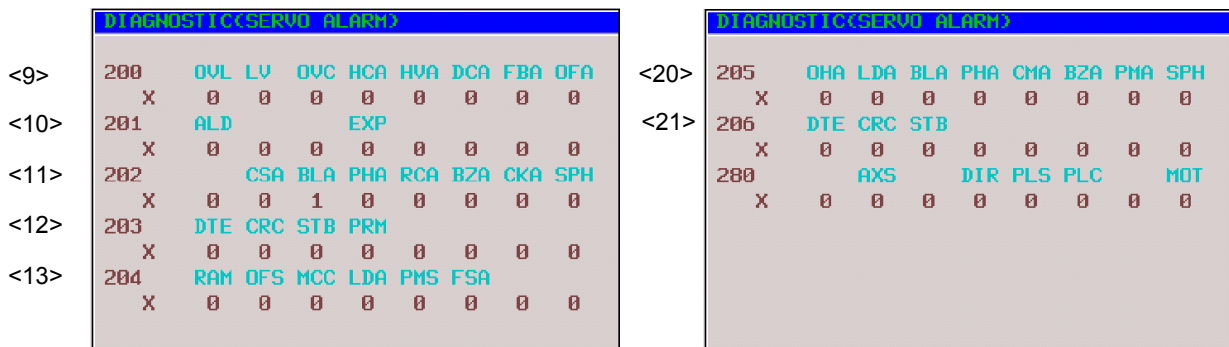 DIAGNOSTIC(SERVO ALARM)
<9> 200 OVL LV OVC HCA HVA DCA FBA OFA
X 0 0 0 0 0 0 0 0
<10> 201 ALD EXP
X 0 0 0 0 0 0 0 0
<11> 202 CSA BLA PHA RCA BZA CKA SPH
X 0 0 1 0 0 0 0 0
<12> 203 DTE CRC STB PRM
X 0 0 0 0 0 0 0 0
<13> 204 RAM OFS MCC LDA PMS FSA
X 0 0 0 0 0 0 0 0
DIAGNOSTIC(SERVO ALARM)
<20> 205 OHA LDA BLA PHA CMA BZA PMA SPH
X 0 0 0 0 0 0 0 0
<21> 206 DTE CRC STB
X 0 0 0 0 0 0 0 0
280 AXS DIR PLS PLC MOT
X 0 0 0 0 0 0 0 0